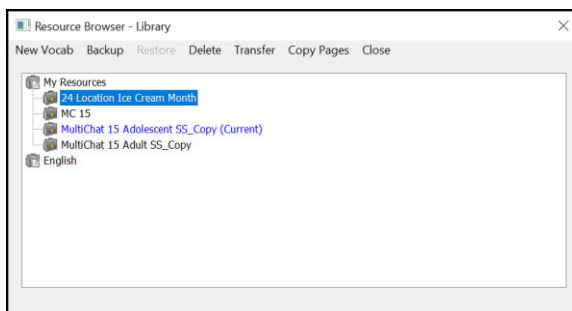 Resource Browser - Library
New Vocab Backup Restore Delete Transfer Copy Pages Close
My Resources
24 Location Ice Cream Month
MC 15
MultiChat 15 Adolescent SS_Copy (Current)
MultiChat 15 Adult SS_Copy
English